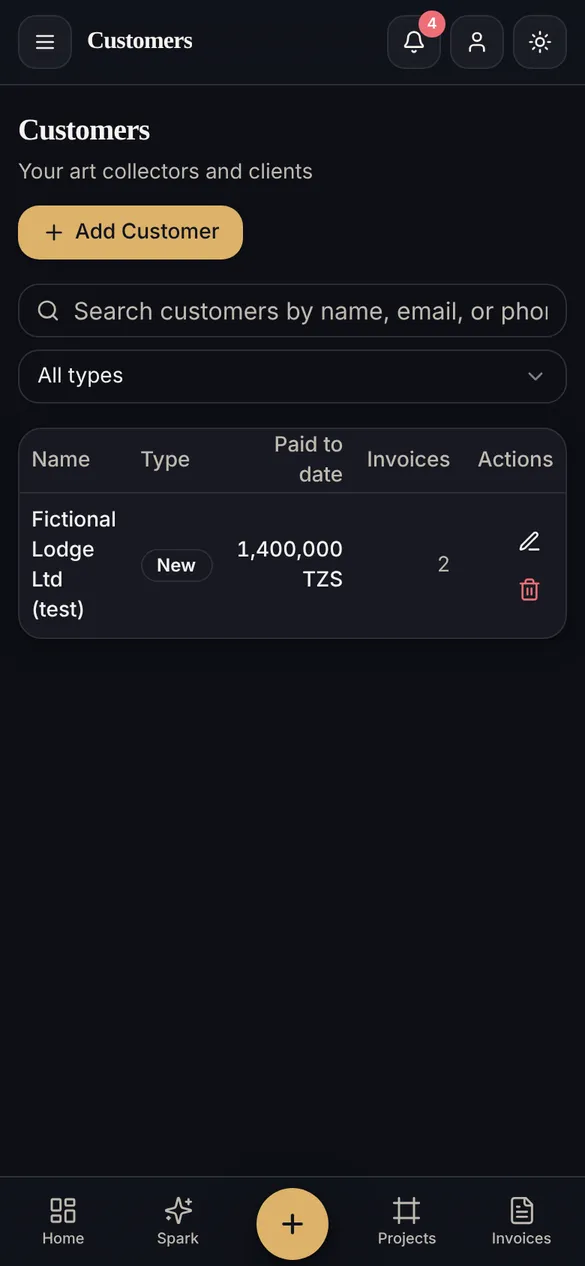 Customers
4
Customers
Your art collectors and clients
Add Customer
Search customers by name, email, or phon
All types
Name Type Paid to date Invoices Actions
Fictional Lodge Ltd (test) New 1,400,000 TZS 2
Home Spark Projects Invoices